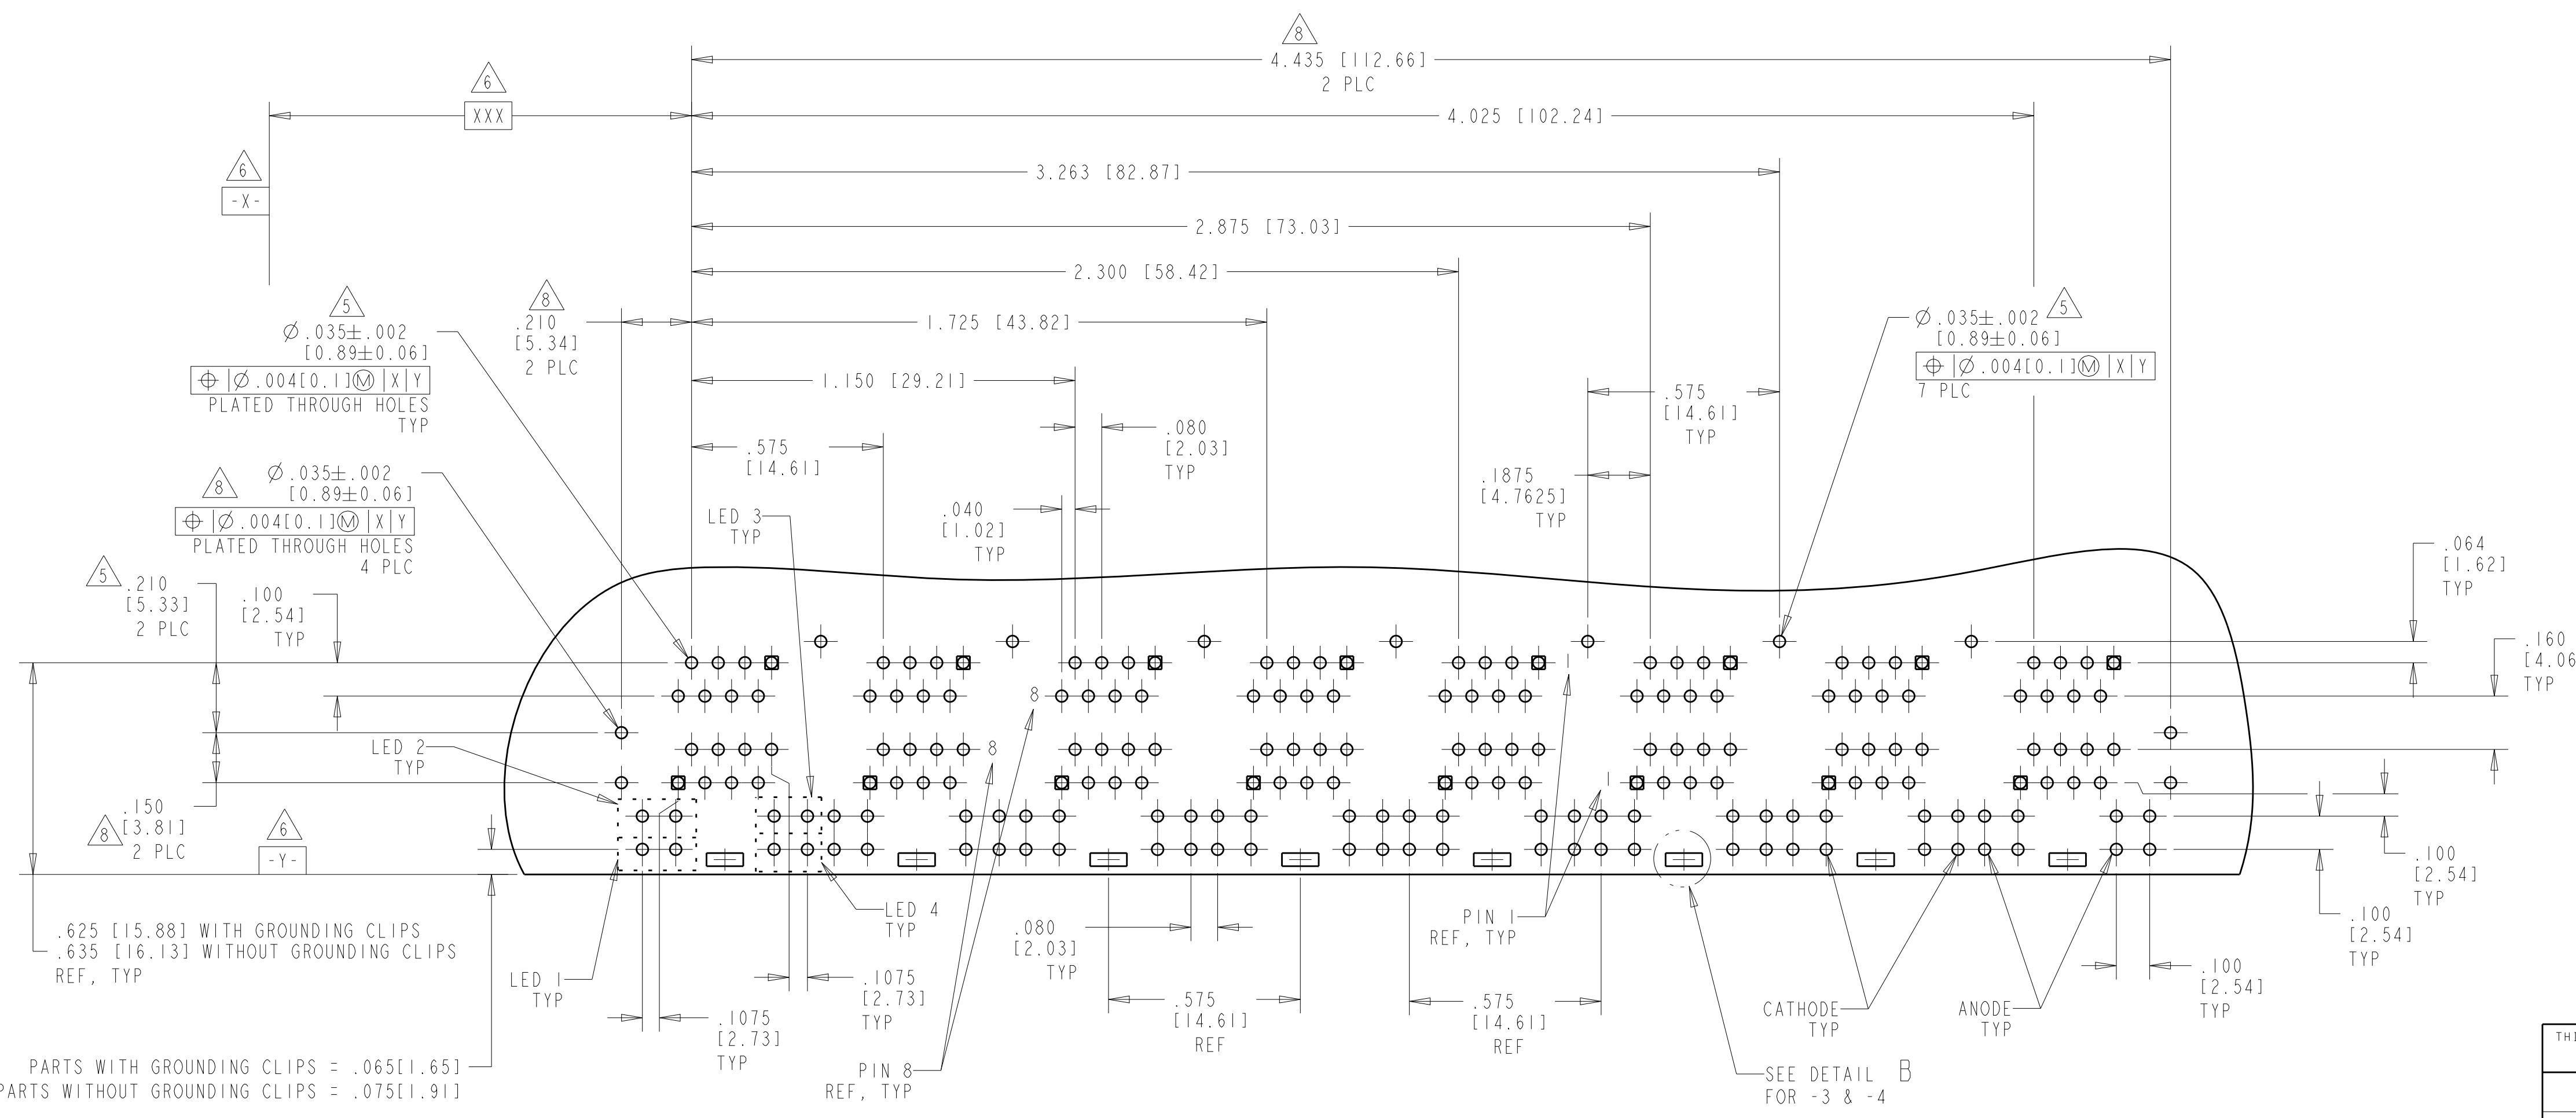 8
4.435 [112.66]
2 PLC
6
XXX
4.025 [102.24]
6
-X-
3.263 [82.87]
2.875 [73.03]
2.300 [58.42]
5
Ø.035±.002
[0.89±0.06]
⌖|Ø.004[0.1]Ⓜ|X|Y
PLATED THROUGH HOLES
TYP
8
.210
[5.34]
2 PLC
1.725 [43.82]
Ø.035±.002 5
[0.89±0.06]
⌖|Ø.004[0.1]Ⓜ|X|Y
7 PLC
1.150 [29.21]
.575
[14.61]
TYP
.080
[2.03]
TYP
.575
[14.61]
8
Ø.035±.002
[0.89±0.06]
⌖|Ø.004[0.1]Ⓜ|X|Y
PLATED THROUGH HOLES
4 PLC
.1875
[4.7625]
TYP
LED 3
TYP
.040
[1.02]
TYP
5
.210
[5.33]
2 PLC
.100
[2.54]
TYP
.064
[1.62]
TYP
.160
[4.06
TYP
1
8
LED 2
TYP
8
1
.150
[3.81]
2 PLC
8
6
-Y-
.100
[2.54]
TYP
.100
[2.54]
TYP
.625 [15.88] WITH GROUNDING CLIPS
.635 [16.13] WITHOUT GROUNDING CLIPS
REF, TYP
LED 4
TYP
.080
[2.03]
TYP
PIN 1
REF, TYP
LED 1
TYP
.1075
[2.73]
TYP
.1075
[2.73]
TYP
.575
[14.61]
REF
.575
[14.61]
REF
CATHODE
TYP
ANODE
TYP
.100
[2.54]
TYP
PARTS WITH GROUNDING CLIPS = .065[1.65]
PARTS WITHOUT GROUNDING CLIPS = .075[1.91]
PIN 8
REF, TYP
SEE DETAIL B
FOR -3 & -4
THI